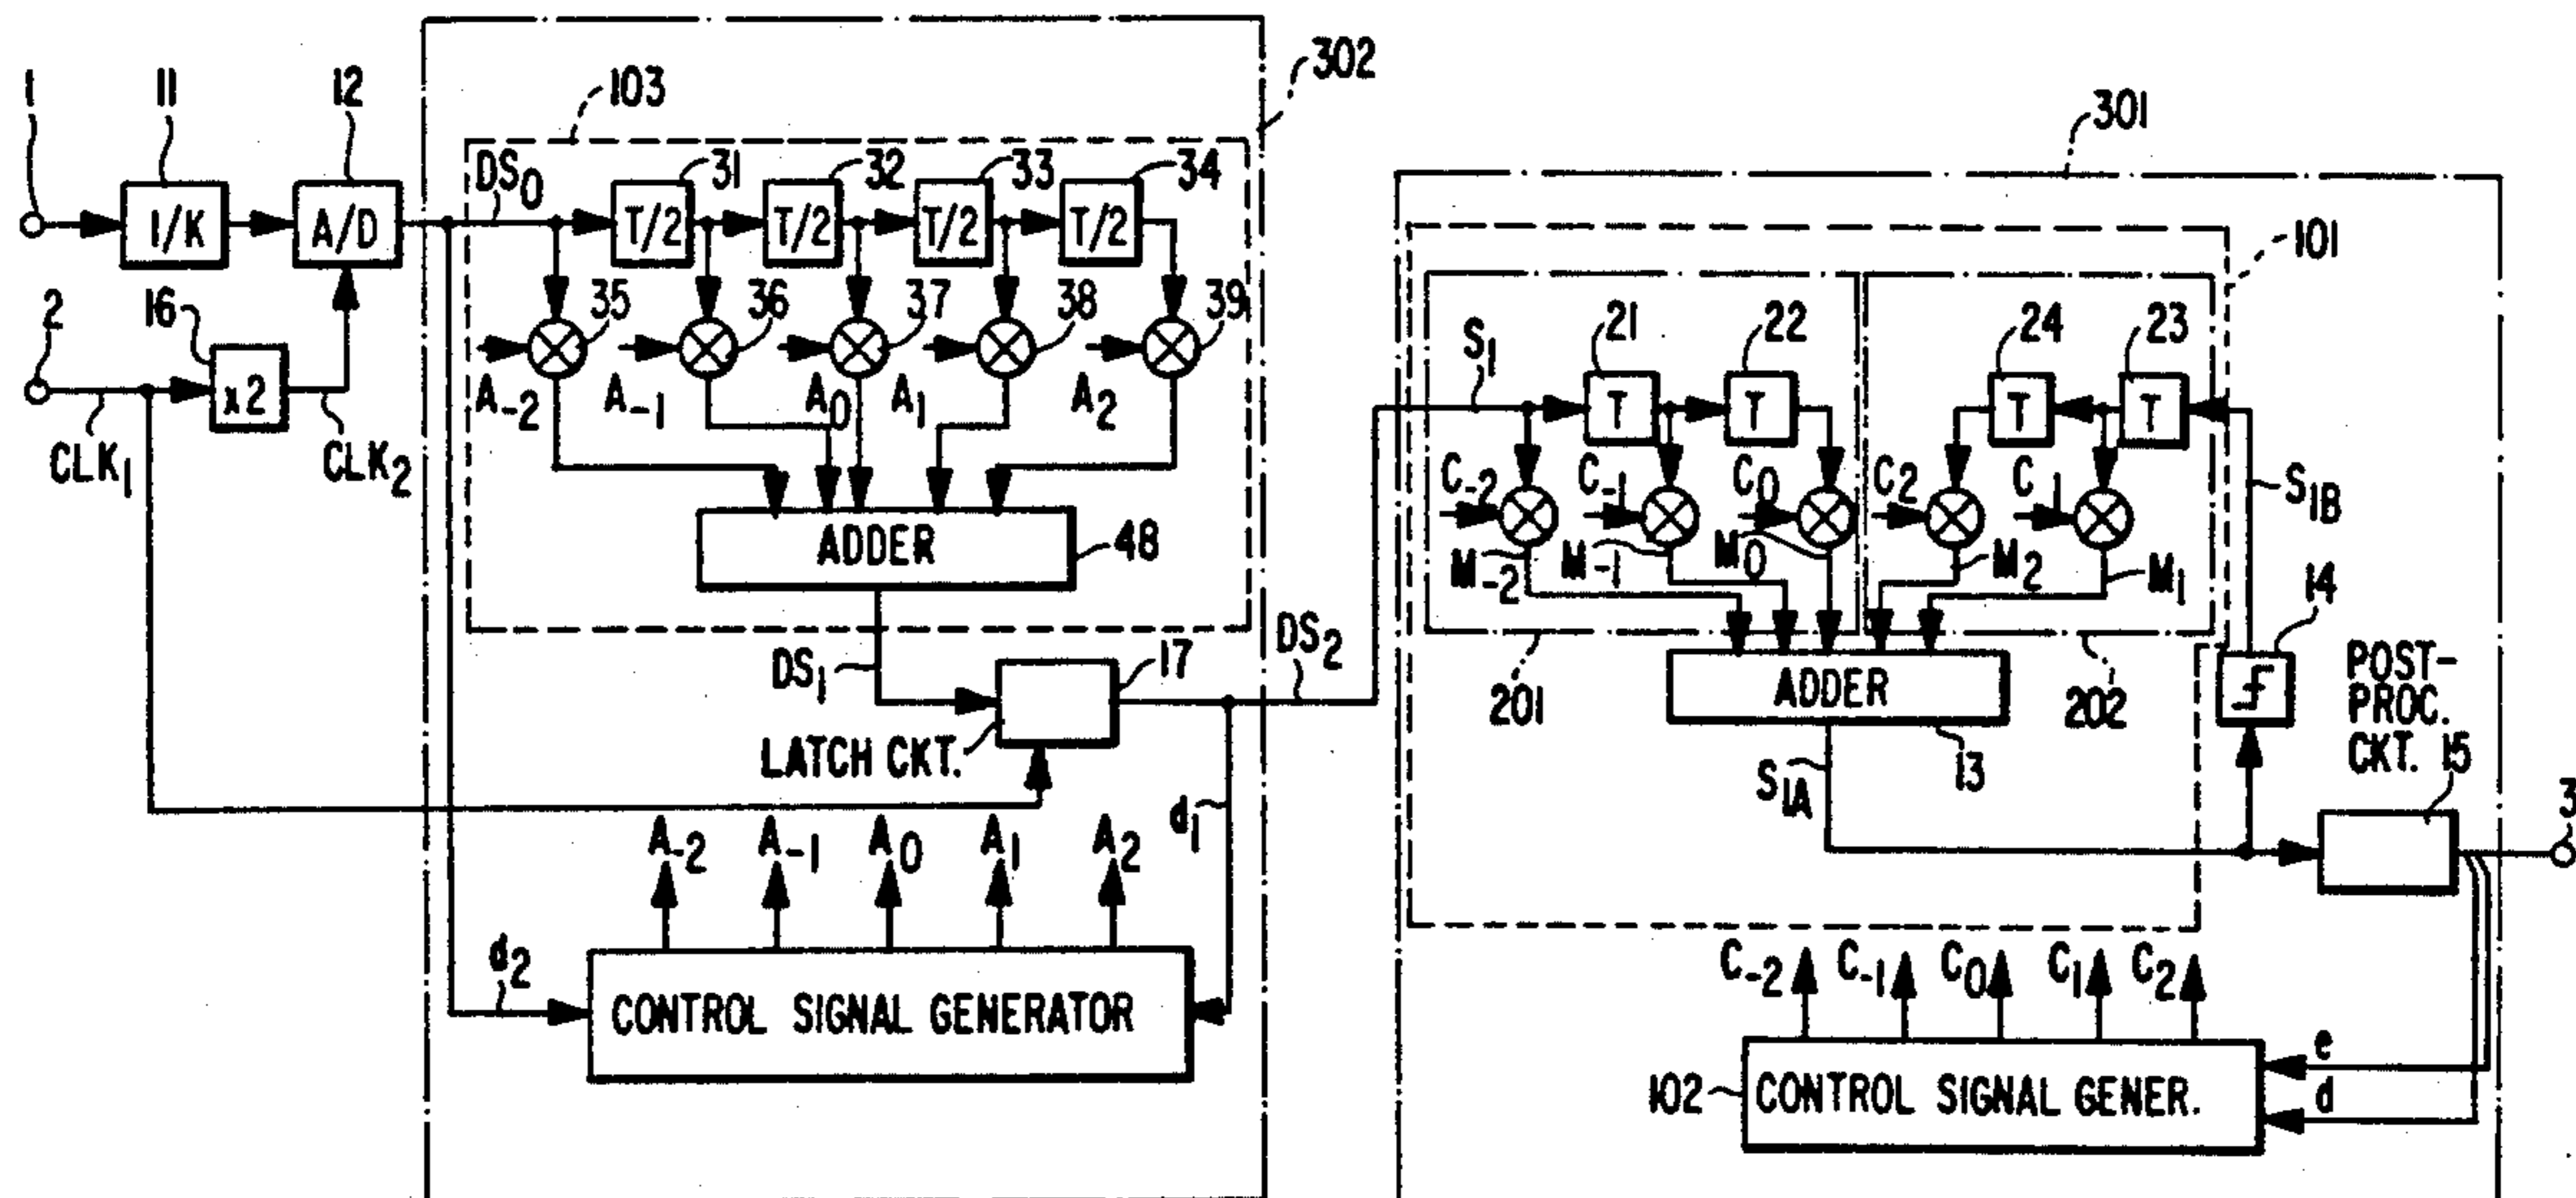 1
11
12
I/K
A/D
2
16
x2
CLK1
CLK2
302
103
DS0
31
32
33
34
T/2
T/2
T/2
T/2
35
36
37
38
39
A-2
A-1
A0
A1
A2
ADDER
48
DS1
17
LATCH CKT.
DS2
d1
A-2
A-1
A0
A1
A2
d2
CONTROL SIGNAL GENERATOR
301
101
S1
21
22
24
23
T
T
T
T
C-2
C-1
C0
C2
C1
S1B
M-2
M-1
M0
M2
M1
14
ADDER
201
202
13
S1A
POST-
PROC.
CKT. 15
3
C-2
C-1
C0
C1
C2
102
CONTROL SIGNAL GENER.
e
d